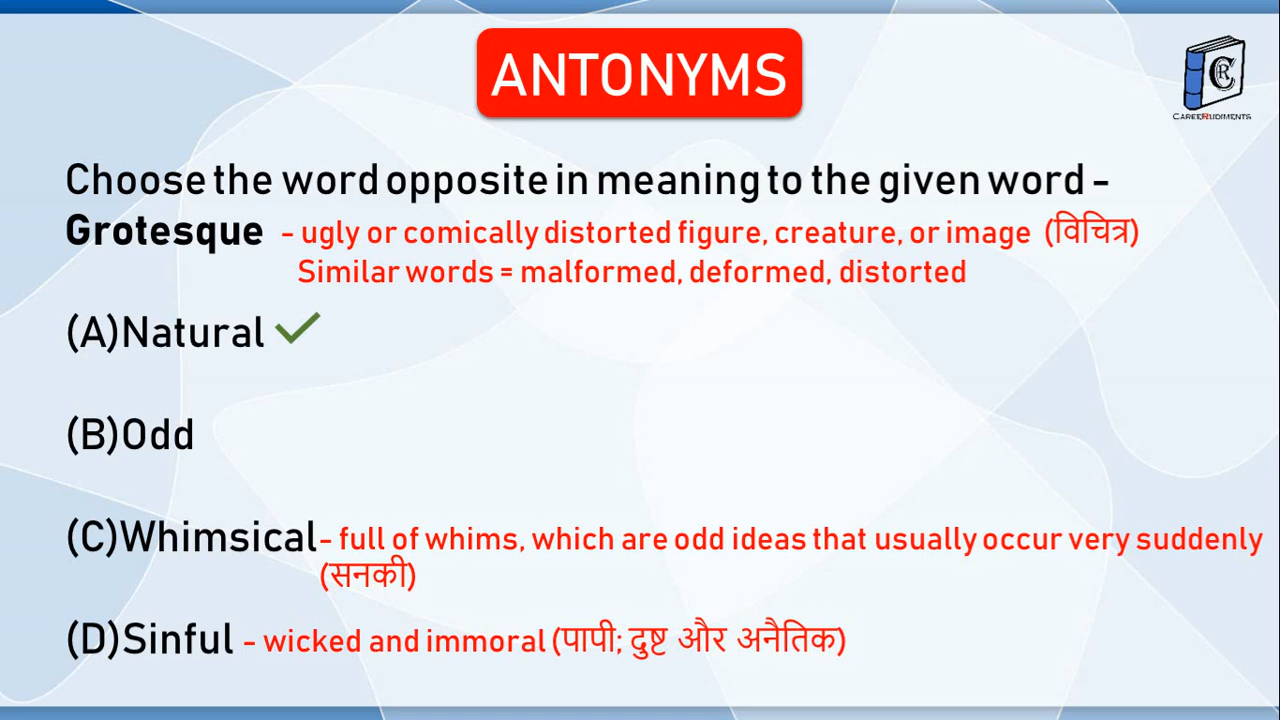 ANTONYMS
CR
CAREERUDIMENTS
Choose the word opposite in meaning to the given word -
Grotesque - ugly or comically distorted figure, creature, or image (विचित्र)
Similar words = malformed, deformed, distorted
(A)Natural
(B)Odd
(C)Whimsical- full of whims, which are odd ideas that usually occur very suddenly
(सनकी)
(D)Sinful - wicked and immoral (पापी; दुष्ट और अनैतिक)